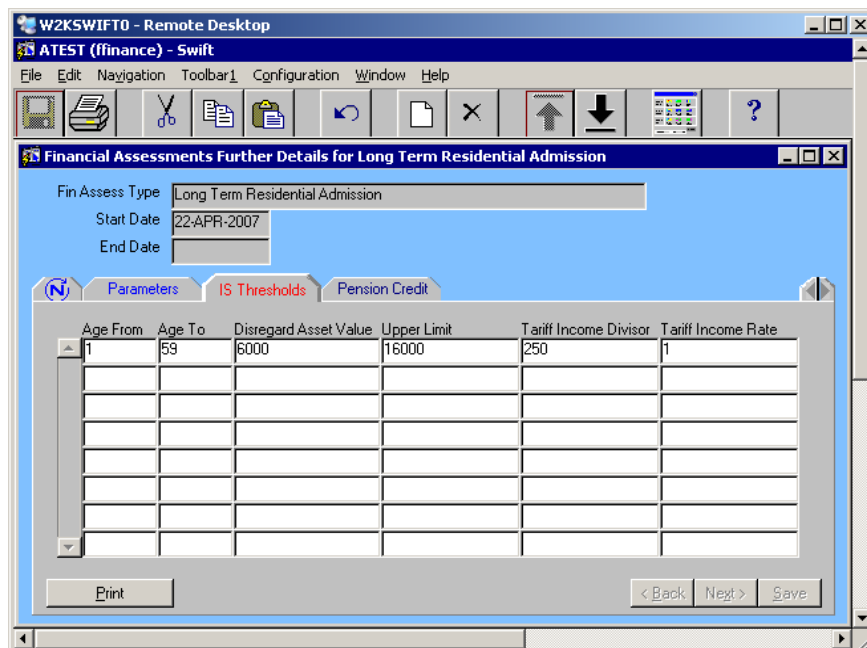 W2KSWIFT0 - Remote Desktop
ATEST (ffinance) - Swift
File Edit Navigation Toolbar1 Configuration Window Help
?
Financial Assessments Further Details for Long Term Residential Admission
Fin Assess Type Long Term Residential Admission
Start Date 22-APR-2007
End Date
N Parameters IS Thresholds Pension Credit
Age From Age To Disregard Asset Value Upper Limit Tariff Income Divisor Tariff Income Rate
1 59 6000 16000 250 1
Print < Back Next > Save